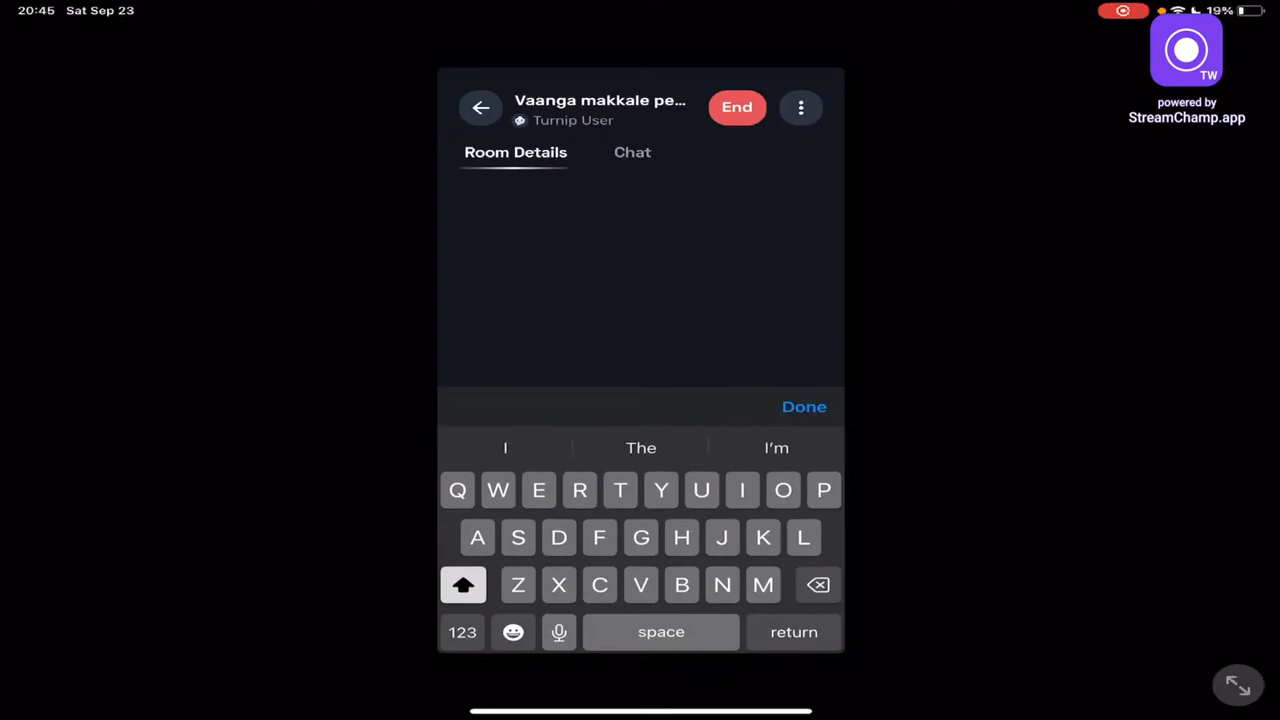 20:45 Sat Sep 23
19%
TW
powered by
StreamChamp.app
Vaanga makkale pe...
Turnip User
End
Room Details Chat
Done
I The I'm
Q W E R T Y U I O P
A S D F G H J K L
Z X C V B N M
123 space return